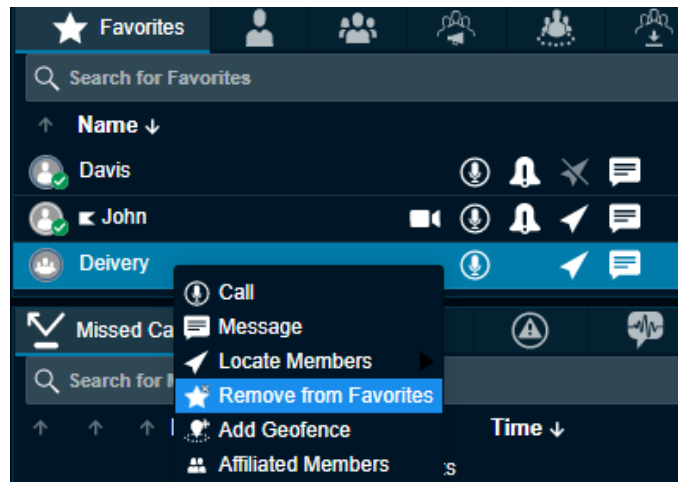 Favorites
Search for Favorites
Name
Davis
John
Deivery
Call
Message
Locate Members
Remove from Favorites
Add Geofence
Affiliated Members
Missed Ca
Search for
Time